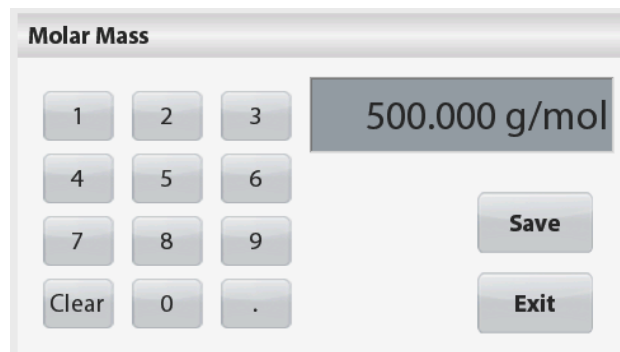 Molar Mass
500.000 g/mol
1 2 3
4 5 6
7 8 9
Clear 0 .
Save
Exit